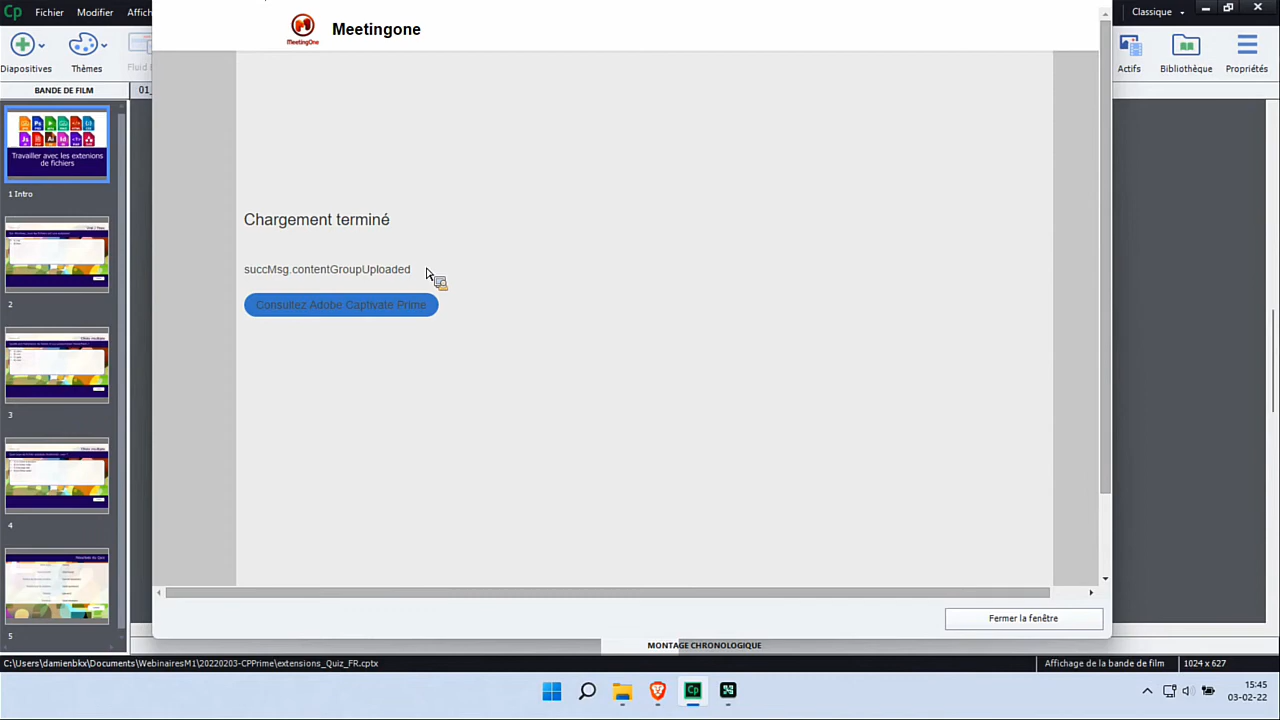 Cp Fichier Modifier Affich
Classique
MeetingOne
Meetingone
Diapositives
Thèmes
Fluid
Actifs
Bibliothèque
Propriétés
BANDE DE FILM
01_
Travailler avec les extenions
de fichiers
1 Intro
2
3
4
5
Chargement terminé
succMsg.contentGroupUploaded
Consultez Adobe Captivate Prime
Fermer la fenêtre
MONTAGE CHRONOLOGIQUE
C:\Users\damienbkx\Documents\WebinairesM1\20220203-CPPrime\extensions_Quiz_FR.cptx
Affichage de la bande de film
1024 x 627
Cp
15:45
03-02-22